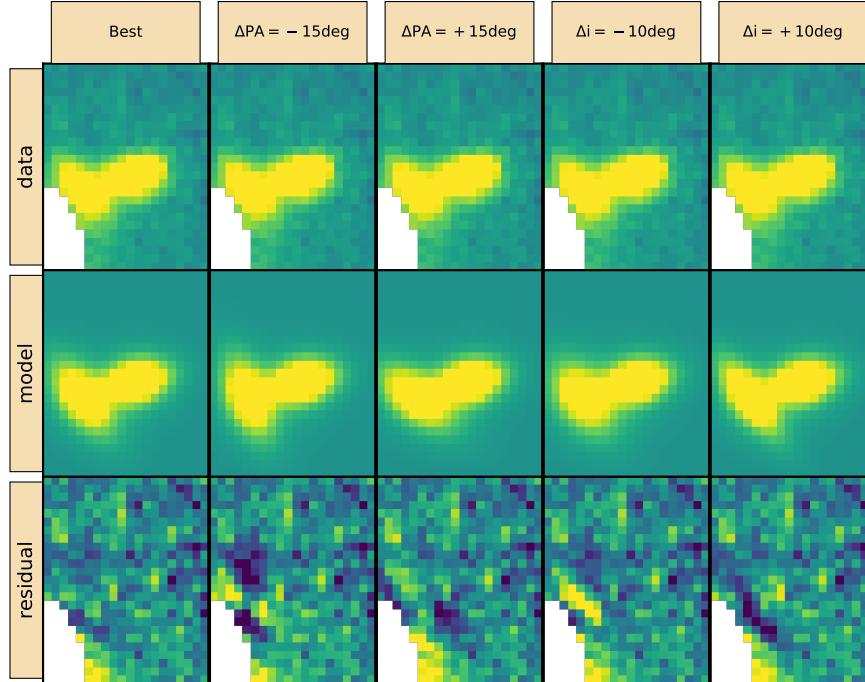 Best
ΔPA = − 15deg
ΔPA = + 15deg
Δi = − 10deg
Δi = + 10deg
data
model
residual